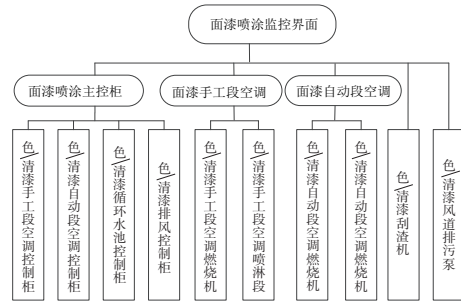 面漆喷涂监控界面
面漆喷涂主控柜
面漆手工段空调
面漆自动段空调
色/清漆手工段空调控制柜
色/清漆自动段空调控制柜
色/清漆循环水池控制柜
色/清漆排风控制柜
色/清漆手工段空调燃烧机
色/清漆手工段空调喷淋段
色/清漆自动段空调燃烧机
色/清漆自动段空调燃烧机
色/清漆刮渣机
色/清漆风道排污泵